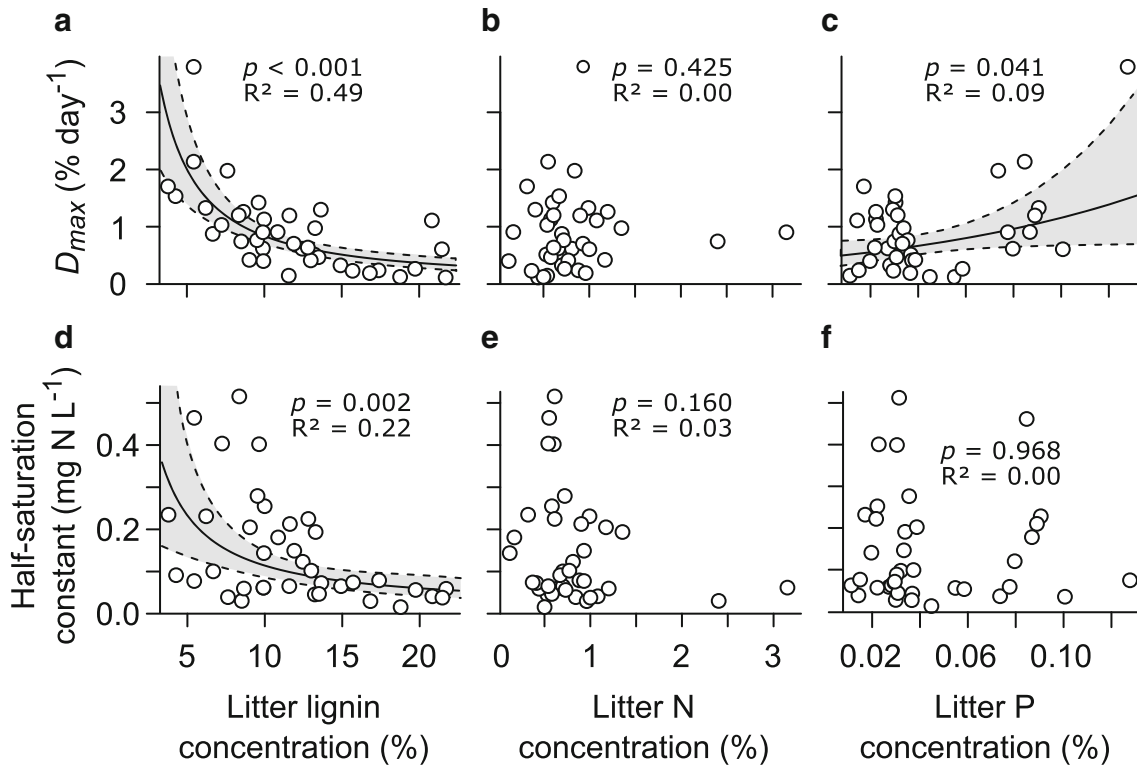 a
b
c
p < 0.001
R² = 0.49
p = 0.425
R² = 0.00
p = 0.041
R² = 0.09
D_max (% day⁻¹)
3
2
1
0
d
e
f
p = 0.002
R² = 0.22
p = 0.160
R² = 0.03
p = 0.968
R² = 0.00
Half-saturation
constant (mg N L⁻¹)
0.4
0.2
0.0
5 10 15 20
0 1 2 3
0.02 0.06 0.10
Litter lignin
concentration (%)
Litter N
concentration (%)
Litter P
concentration (%)